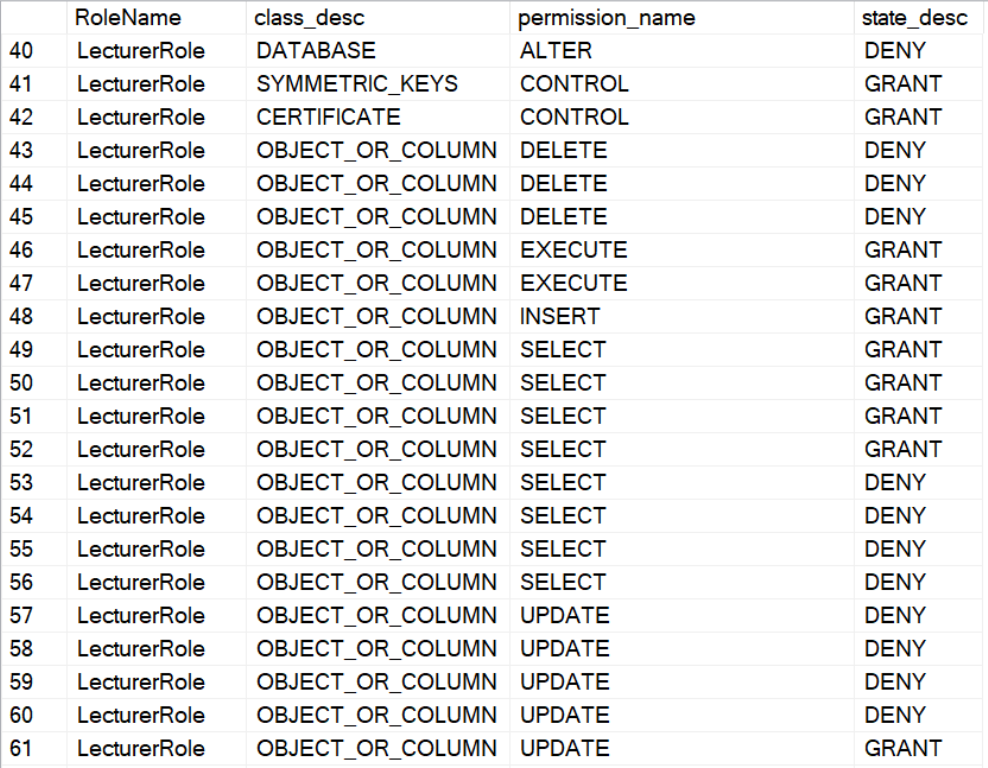 RoleName class_desc permission_name state_desc
40 LecturerRole DATABASE ALTER DENY
41 LecturerRole SYMMETRIC_KEYS CONTROL GRANT
42 LecturerRole CERTIFICATE CONTROL GRANT
43 LecturerRole OBJECT_OR_COLUMN DELETE DENY
44 LecturerRole OBJECT_OR_COLUMN DELETE DENY
45 LecturerRole OBJECT_OR_COLUMN DELETE DENY
46 LecturerRole OBJECT_OR_COLUMN EXECUTE GRANT
47 LecturerRole OBJECT_OR_COLUMN EXECUTE GRANT
48 LecturerRole OBJECT_OR_COLUMN INSERT GRANT
49 LecturerRole OBJECT_OR_COLUMN SELECT GRANT
50 LecturerRole OBJECT_OR_COLUMN SELECT GRANT
51 LecturerRole OBJECT_OR_COLUMN SELECT GRANT
52 LecturerRole OBJECT_OR_COLUMN SELECT GRANT
53 LecturerRole OBJECT_OR_COLUMN SELECT DENY
54 LecturerRole OBJECT_OR_COLUMN SELECT DENY
55 LecturerRole OBJECT_OR_COLUMN SELECT DENY
56 LecturerRole OBJECT_OR_COLUMN SELECT DENY
57 LecturerRole OBJECT_OR_COLUMN UPDATE DENY
58 LecturerRole OBJECT_OR_COLUMN UPDATE DENY
59 LecturerRole OBJECT_OR_COLUMN UPDATE DENY
60 LecturerRole OBJECT_OR_COLUMN UPDATE DENY
61 LecturerRole OBJECT_OR_COLUMN UPDATE GRANT